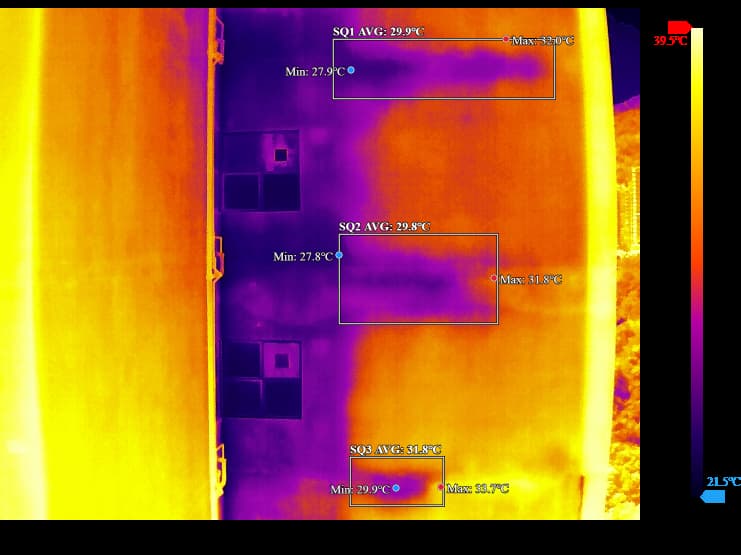 SQ1 AVG: 29.9°C
Max: 32.0°C
39.5°C
Min: 27.9°C
SQ2 AVG: 29.8°C
Min: 27.8°C
Max: 31.8°C
SQ3 AVG: 31.8°C
21.5°C
Min: 29.9°C
Max: 33.7°C